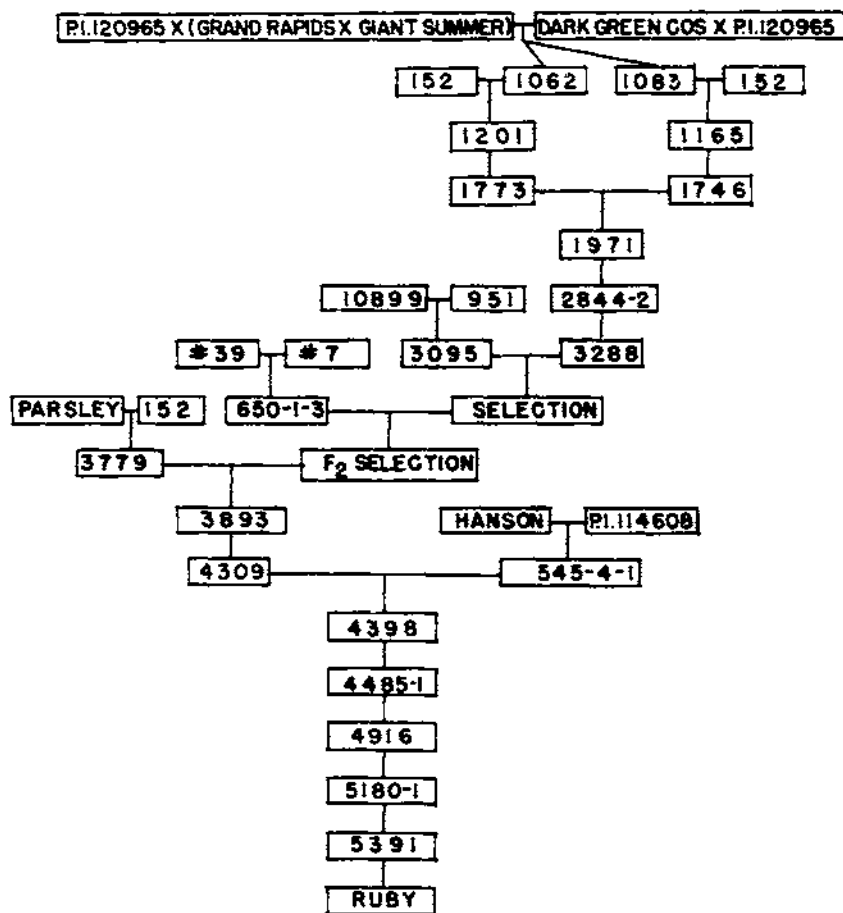 P.I.120965 X (GRAND RAPIDS X GIANT SUMMER) DARK GREEN COS X P.I.120965
152 1062 1083 152
1201 1165
1773 1746
1971
10899 951 2844-2
#39 #7 3095 3288
PARSLEY 152 650-1-3 SELECTION
3779 F2 SELECTION
3893 HANSON P.I.114608
4309 545-4-1
4398
4485-1
4916
5180-1
5391
RUBY